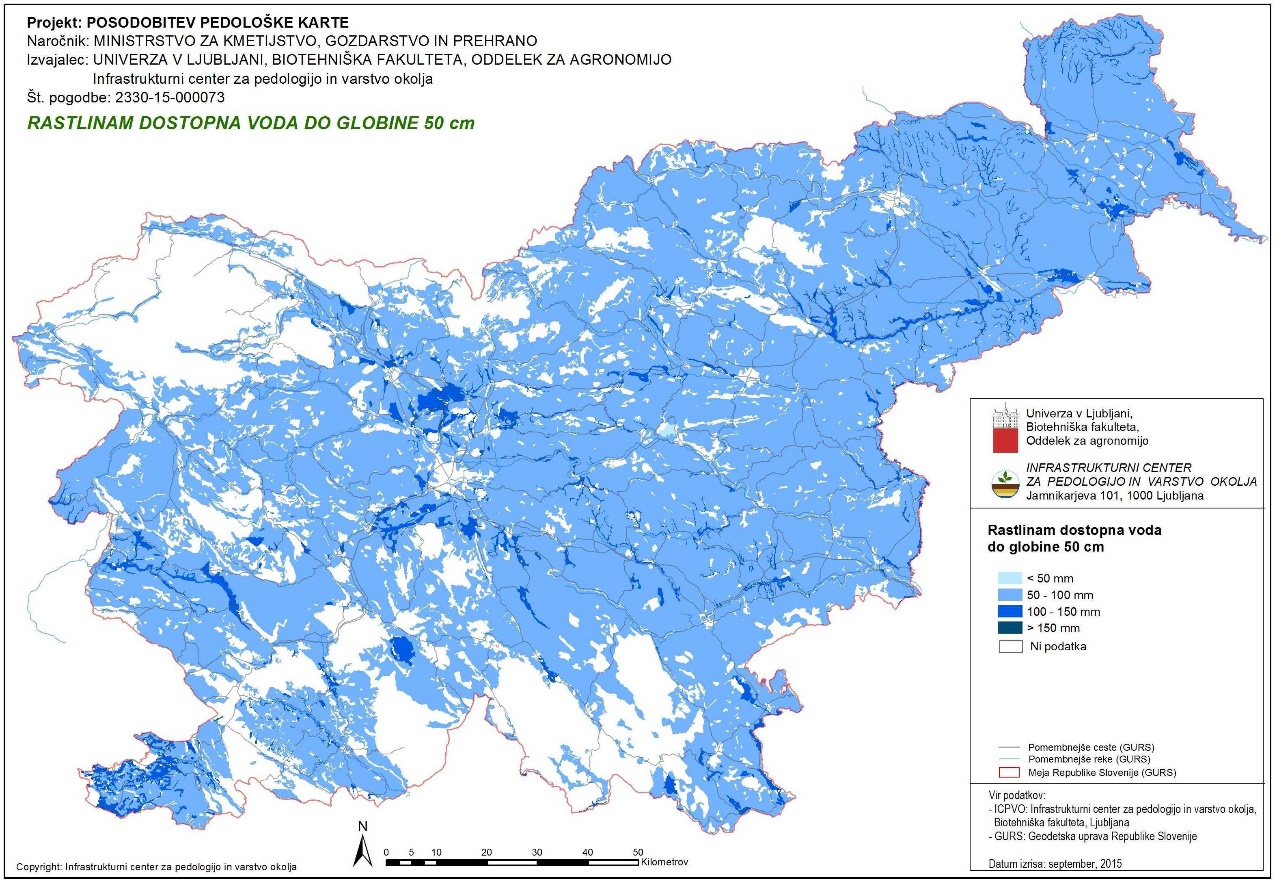 Projekt: POSODOBITEV PEDOLOŠKE KARTE
Naročnik: MINISTRSTVO ZA KMETIJSTVO, GOZDARSTVO IN PREHRANO
Izvajalec: UNIVERZA V LJUBLJANI, BIOTEHNIŠKA FAKULTETA, ODDELEK ZA AGRONOMIJO
Infrastrukturni center za pedologijo in varstvo okolja
Št. pogodbe: 2330-15-000073
RASTLINAM DOSTOPNA VODA DO GLOBINE 50 cm
Univerza v Ljubljani,
Biotehniška fakulteta,
Oddelek za agronomijo
INFRASTRUKTURNI CENTER
ZA PEDOLOGIJO IN VARSTVO OKOLJA
Jamnikarjeva 101, 1000 Ljubljana
Rastlinam dostopna voda
do globine 50 cm
< 50 mm
50 - 100 mm
100 - 150 mm
> 150 mm
Ni podatka
Pomembnejše ceste (GURS)
Pomembnejše reke (GURS)
Meja Republike Slovenije (GURS)
Vir podatkov:
- ICPVO: Infrastrukturni center za pedologijo in varstvo okolja,
Biotehniška fakulteta, Ljubljana
- GURS: Geodetska uprava Republike Slovenije
Datum izrisa: september, 2015
N
0 5 10 20 30 40 50
Kilometrov
Copyright: Infrastrukturni center za pedologijo in varstvo okolja